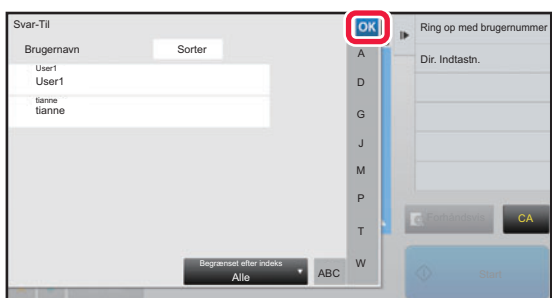 Svar-Til
OK
Brugernavn
Sorter
User1
User1
tianne
tianne
A
D
G
J
M
P
T
W
Begrænset efter indeks
Alle
ABC
Ring op med brugernummer
Dir. Indtastn.
CA
Start